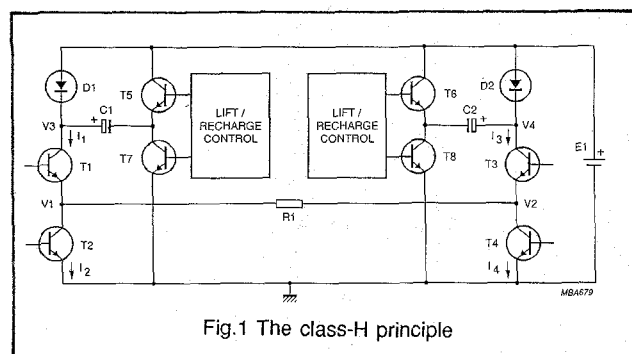 D1
T5
T6
D2
C1
+
LIFT /
RECHARGE
CONTROL
LIFT /
RECHARGE
CONTROL
C2
+
V3
I1
V4
I3
E1
+
T1
T7
T8
T3
V1
R1
V2
T2
T4
I2
I4
MBA679
Fig.1 The class-H principle